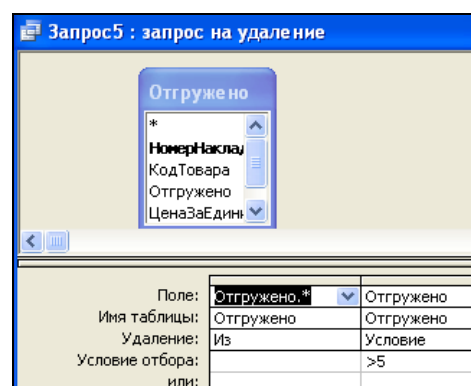 Запрос5 : запрос на удаление
Отгружено
*
НомерНаклад
КодТовара
Отгружено
ЦенаЗаЕдин
Поле: Отгружено.* Отгружено
Имя таблицы: Отгружено Отгружено
Удаление: Из Условие
Условие отбора: >5
или: